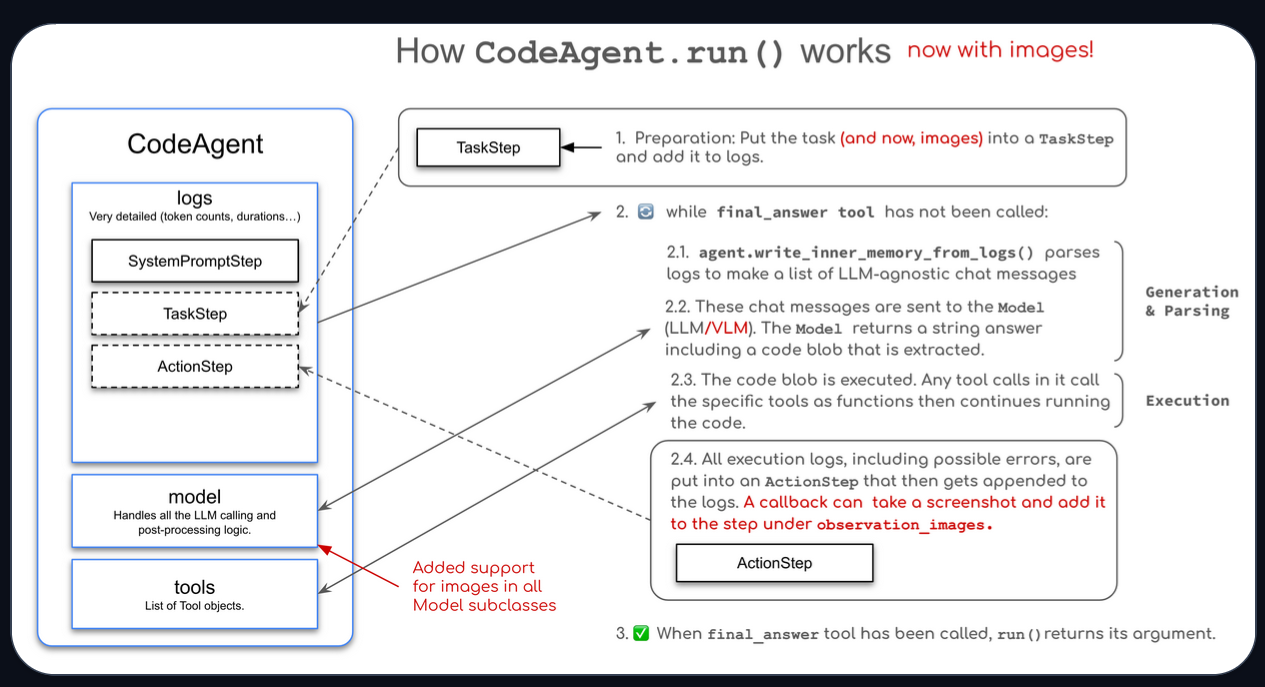 How CodeAgent.run() works now with images!
CodeAgent
logs
Very detailed (token counts, durations…)
SystemPromptStep
TaskStep
ActionStep
model
Handles all the LLM calling and
post-processing logic.
tools
List of Tool objects.
Added support
for images in all
Model subclasses
TaskStep
1. Preparation: Put the task (and now, images) into a TaskStep
and add it to logs.
2. 🔄 while final_answer tool has not been called:
2.1. agent.write_inner_memory_from_logs() parses
logs to make a list of LLM-agnostic chat messages
2.2. These chat messages are sent to the Model
(LLM/VLM). The Model returns a string answer
including a code blob that is extracted.
Generation
& Parsing
2.3. The code blob is executed. Any tool calls in it call
the specific tools as functions then continues running
the code.
Execution
2.4. All execution logs, including possible errors, are
put into an ActionStep that then gets appended to
the logs. A callback can take a screenshot and add it
to the step under observation_images.
ActionStep
3. ✅ When final_answer tool has been called, run() returns its argument.